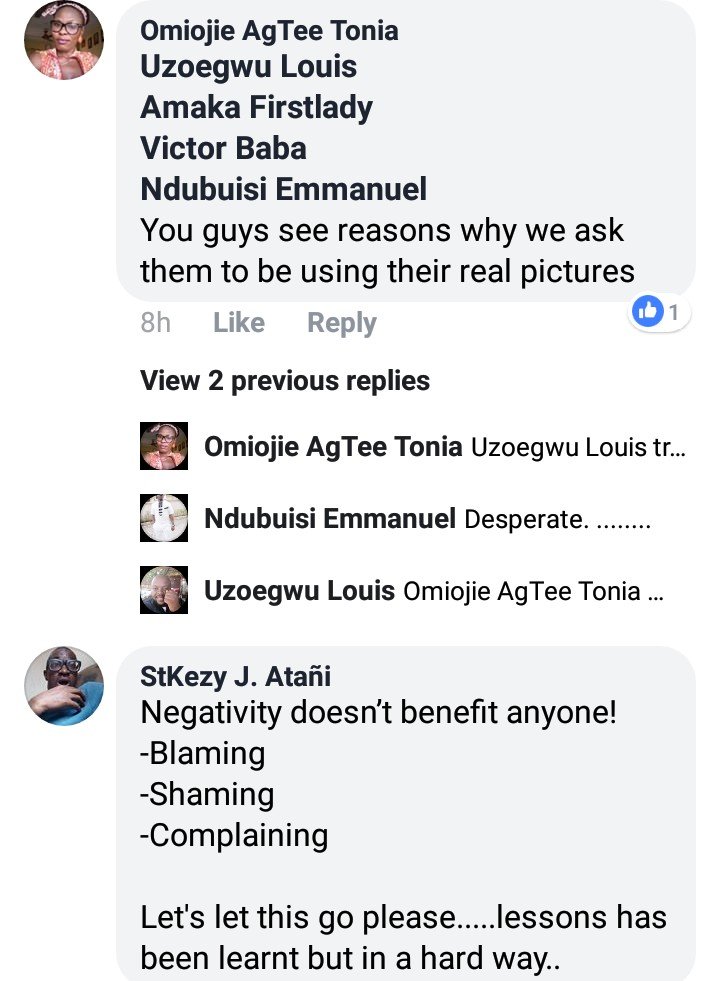 Omiojie AgTee Tonia
Uzoegwu Louis
Amaka Firstlady
Victor Baba
Ndubuisi Emmanuel
You guys see reasons why we ask
them to be using their real pictures
8h Like Reply 1
View 2 previous replies
Omiojie AgTee Tonia Uzoegwu Louis tr...
Ndubuisi Emmanuel Desperate. ........
Uzoegwu Louis Omiojie AgTee Tonia ...
StKezy J. Atañi
Negativity doesn't benefit anyone!
-Blaming
-Shaming
-Complaining
Let's let this go please.....lessons has
been learnt but in a hard way..